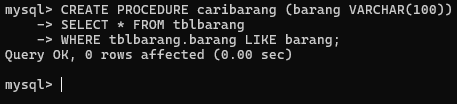 mysql> CREATE PROCEDURE caribarang (barang VARCHAR(100))
    -> SELECT * FROM tblbarang
    -> WHERE tblbarang.barang LIKE barang;
Query OK, 0 rows affected (0.00 sec)

mysql>